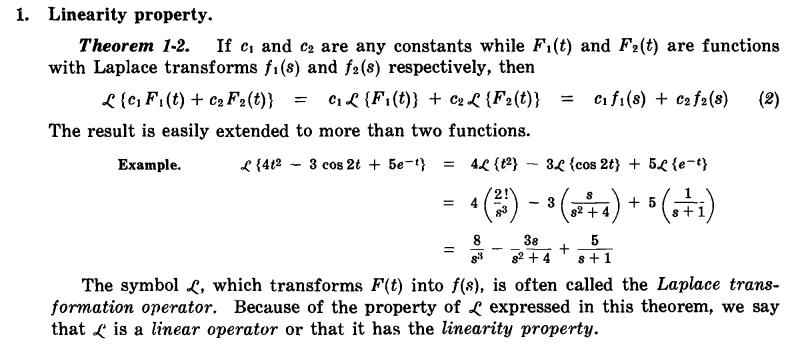 1. Linearity property.
Theorem 1-2. If c₁ and c₂ are any constants while F₁(t) and F₂(t) are functions
with Laplace transforms f₁(s) and f₂(s) respectively, then
ℒ {c₁ F₁(t) + c₂ F₂(t)} = c₁ ℒ {F₁(t)} + c₂ ℒ {F₂(t)} = c₁ f₁(s) + c₂ f₂(s) (2)
The result is easily extended to more than two functions.
Example. ℒ {4t² − 3 cos 2t + 5e⁻ᵗ} = 4ℒ {t²} − 3ℒ {cos 2t} + 5ℒ {e⁻ᵗ}
= 4 (2!/s³) − 3 (s/(s² + 4)) + 5 (1/(s + 1))
= 8/s³ − 3s/(s² + 4) + 5/(s + 1)
The symbol ℒ, which transforms F(t) into f(s), is often called the Laplace trans-
formation operator. Because of the property of ℒ expressed in this theorem, we say
that ℒ is a linear operator or that it has the linearity property.